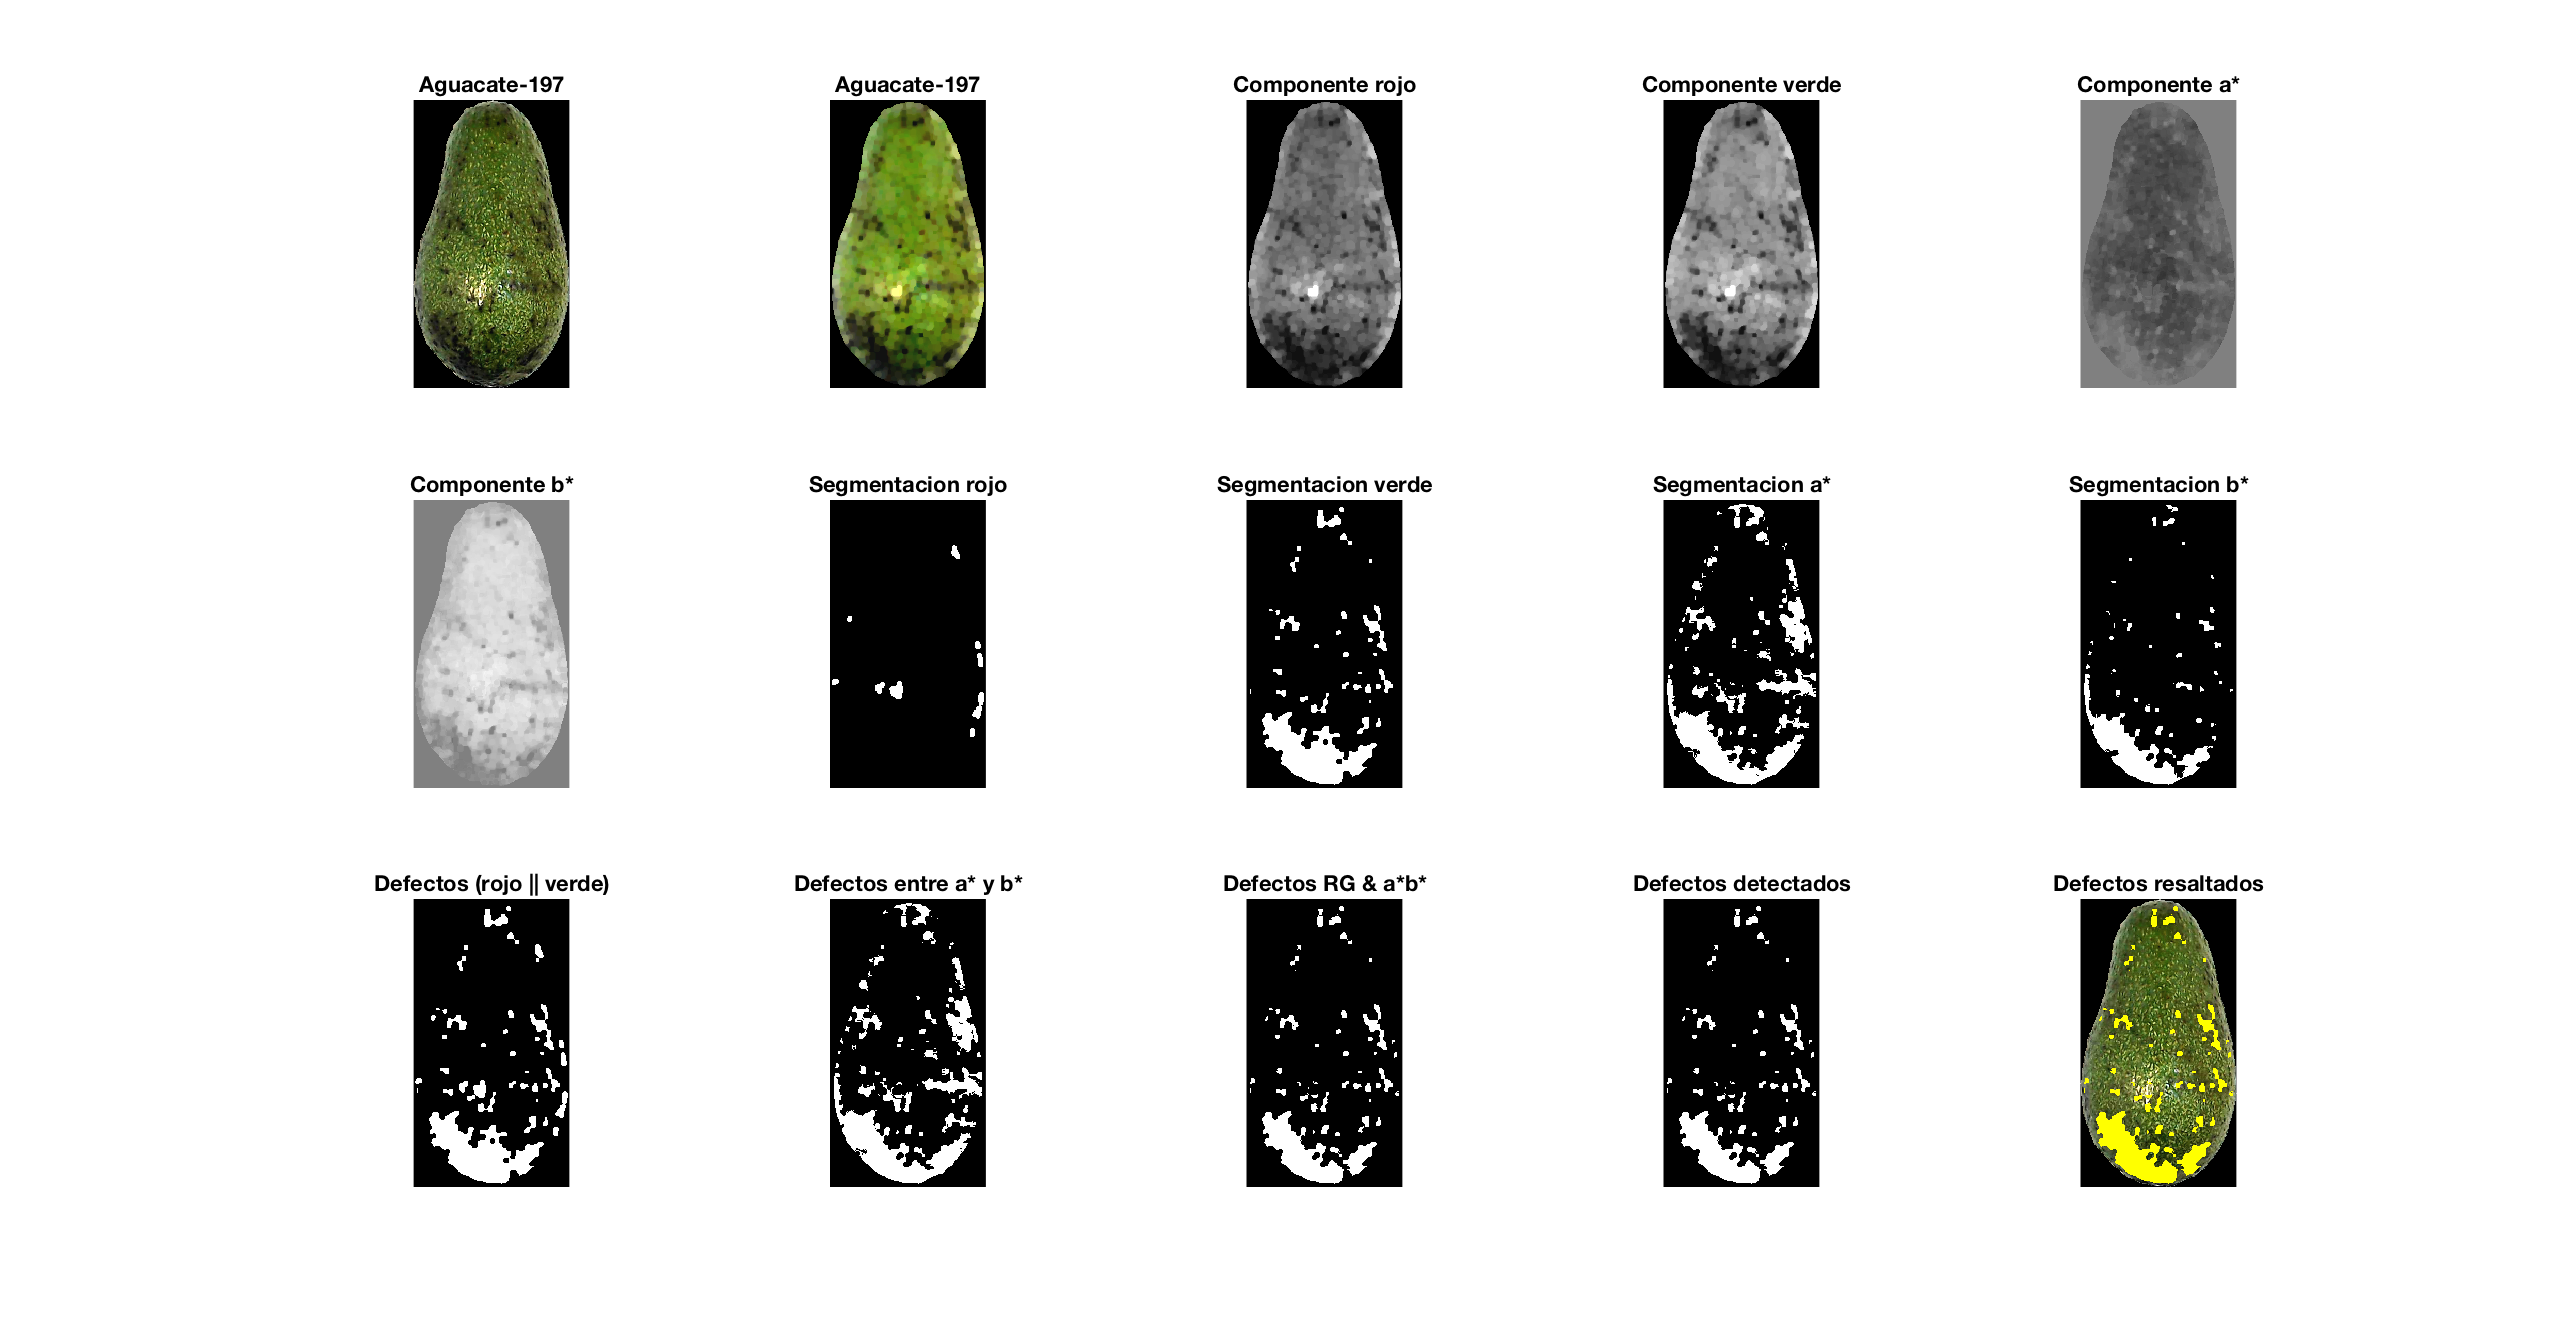 Aguacate-197
Aguacate-197
Componente rojo
Componente verde
Componente a*
Componente b*
Segmentacion rojo
Segmentacion verde
Segmentacion a*
Segmentacion b*
Defectos (rojo || verde)
Defectos entre a* y b*
Defectos RG & a*b*
Defectos detectados
Defectos resaltados